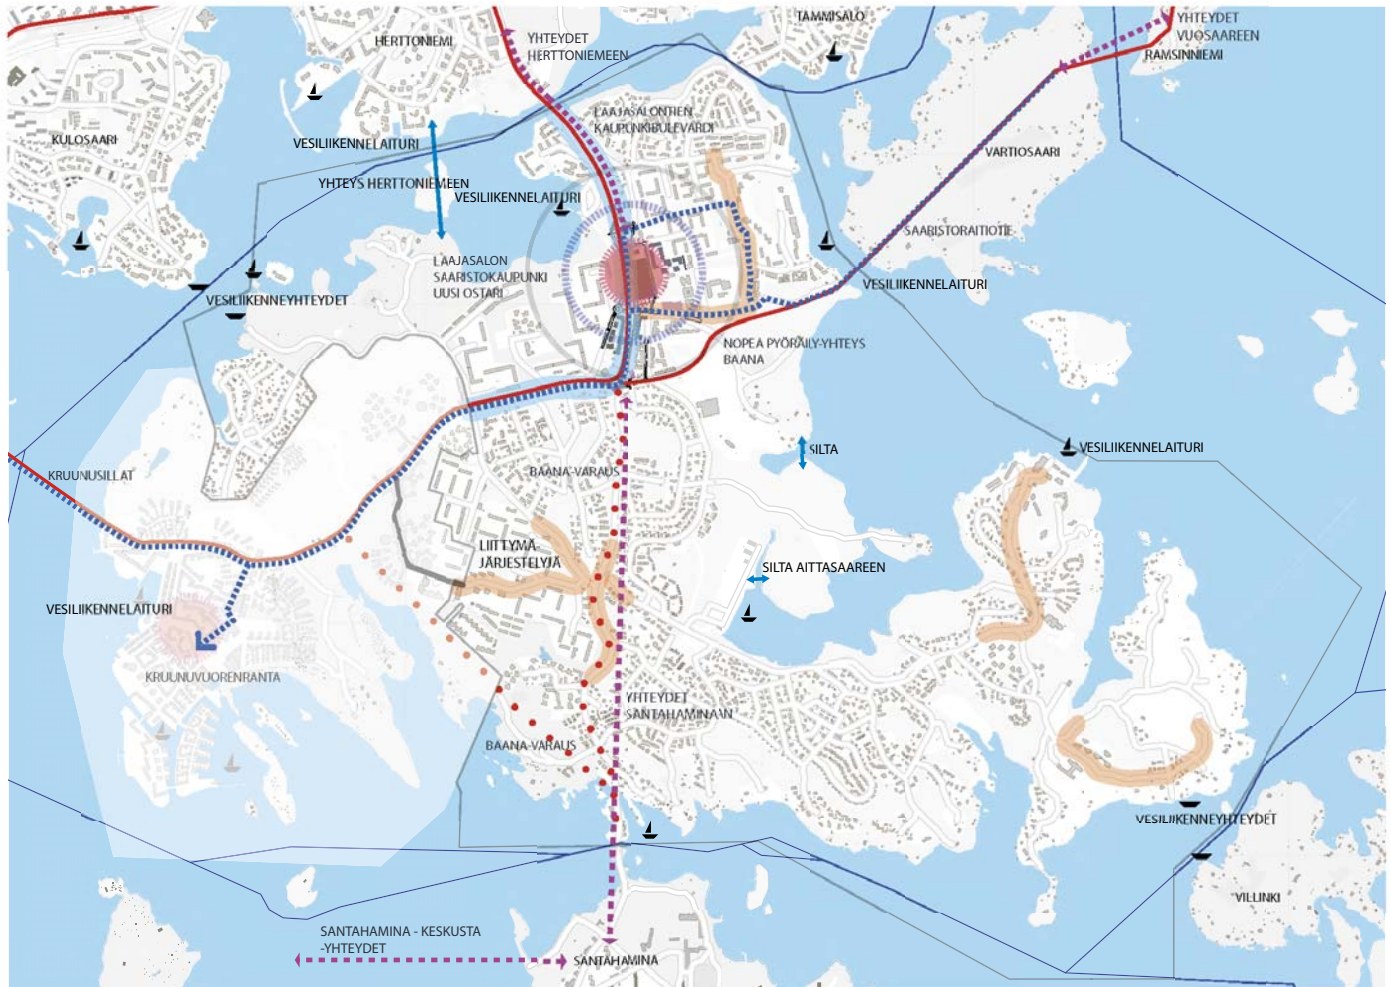 TAMMISALO
YHTEYDET
VUOSAAREEN
RAMSINNIEMI
HERTTONIEMI
YHTEYDET
HERTTONIEMEEN
KULOSAARI
LAAJASALONTIEN
KAUPUNKIBULEVARDI
VESILIIKENNELAITURI
VARTIOSAARI
YHTEYS HERTTONIEMEEN
VESILIIKENNELAITURI
SAARISTORAITIOTIE
LAAJASALON
SAARISTOKAUPUNKI
UUSI OSTARI
VESILIIKENNELAITURI
VESILIIKENNEYHTEYDET
NOPEA PYÖRÄILY-YHTEYS
BAANA
SILTA
VESILIIKENNELAITURI
KRUUNUSILLAT
BAANA-VARAUS
LIITTYMÄ-
JÄRJESTELYJÄ
SILTA AITTASAAREEN
VESILIIKENNELAITURI
KRUUNUVUORENRANTA
YHTEYDET
SANTAHAMINAAN
BAANA-VARAUS
VESILIIKENNEYHTEYDET
VILLINKI
SANTAHAMINA - KESKUSTA
-YHTEYDET
SANTAHAMINA